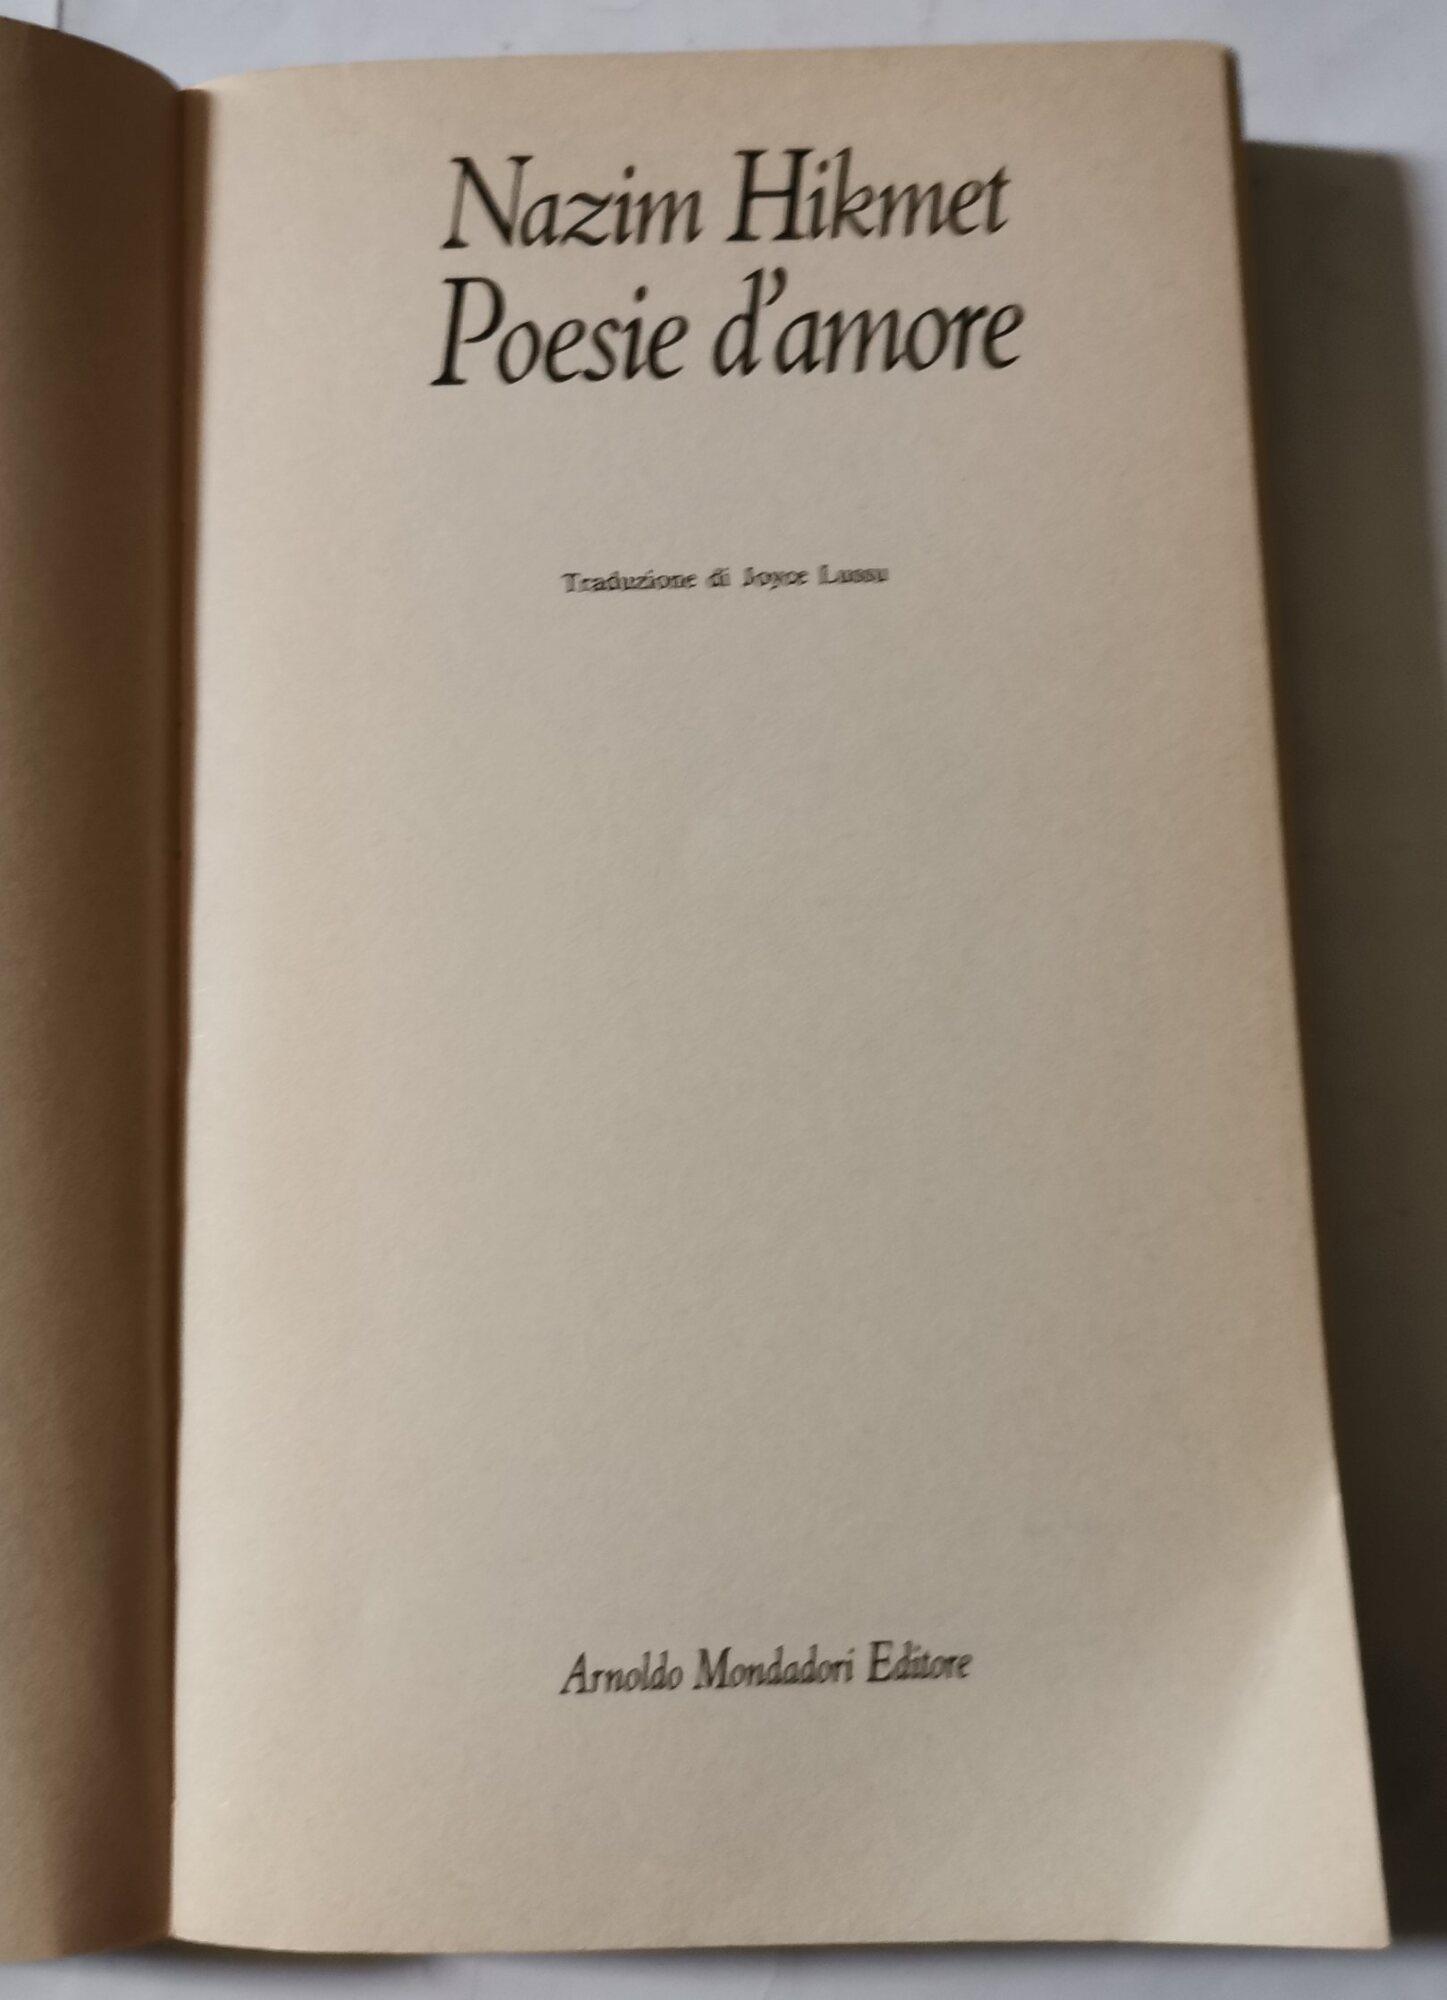 Nazim Hikmet
Poesie d'amore
Traduzione di Joyce Lussu
Arnoldo Mondadori Editore